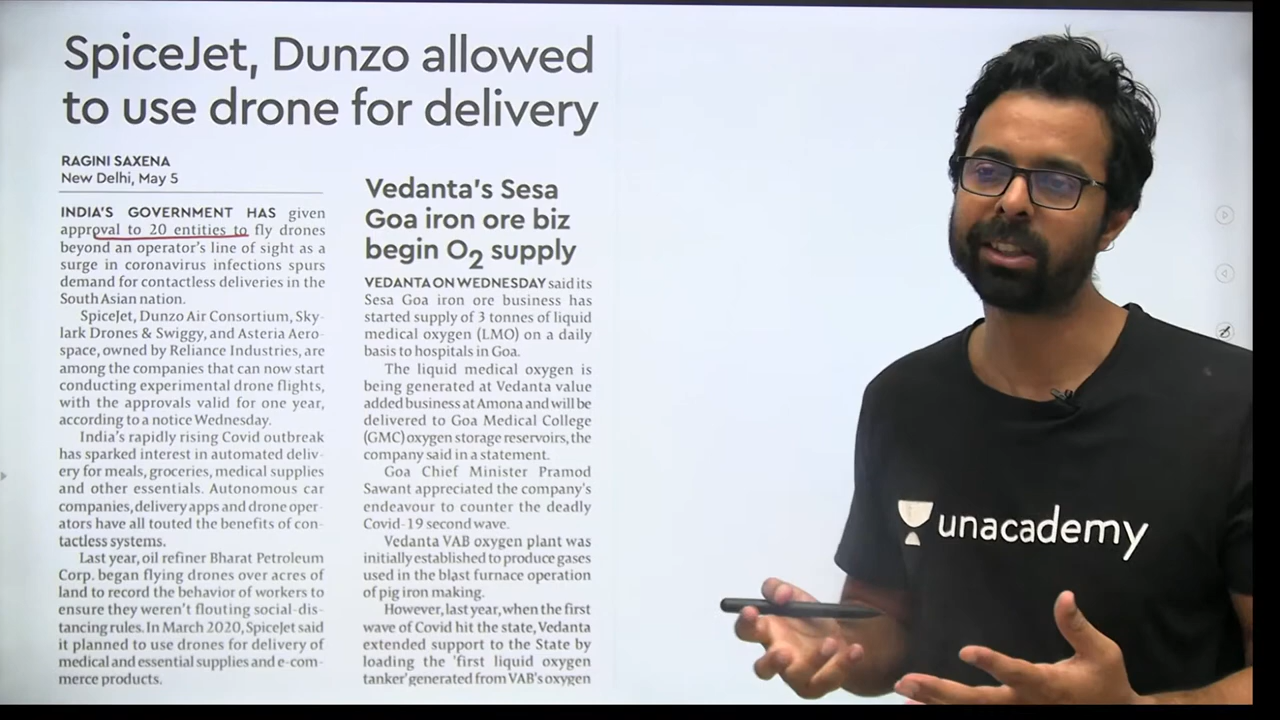 SpiceJet, Dunzo allowed
to use drone for delivery
RAGINI SAXENA
New Delhi, May 5
INDIA'S GOVERNMENT HAS given
approval to 20 entities to fly drones
beyond an operator's line of sight as a
surge in coronavirus infections spurs
demand for contactless deliveries in the
South Asian nation.
SpiceJet, Dunzo Air Consortium, Sky-
lark Drones & Swiggy, and Asteria Aero-
space, owned by Reliance Industries, are
among the companies that can now start
conducting experimental drone flights,
with the approvals valid for one year,
according to a notice Wednesday.
India's rapidly rising Covid outbreak
has sparked interest in automated deliv-
ery for meals, groceries, medical supplies
and other essentials. Autonomous car
companies, delivery apps and drone oper-
ators have all touted the benefits of con-
tactless systems.
Last year, oil refiner Bharat Petroleum
Corp. began flying drones over acres of
land to record the behavior of workers to
ensure they weren't flouting social-dis-
tancing rules. In March 2020, SpiceJet said
it planned to use drones for delivery of
medical and essential supplies and e-com-
merce products.
Vedanta's Sesa
Goa iron ore biz
begin O2 supply
VEDANTA ON WEDNESDAY said its
Sesa Goa iron ore business has
started supply of 3 tonnes of liquid
medical oxygen (LMO) on a daily
basis to hospitals in Goa.
The liquid medical oxygen is
being generated at Vedanta value
added business at Amona and will be
delivered to Goa Medical College
(GMC) oxygen storage reservoirs, the
company said in a statement.
Goa Chief Minister Pramod
Sawant appreciated the company's
endeavour to counter the deadly
Covid-19 second wave.
Vedanta VAB oxygen plant was
initially established to produce gases
used in the blast furnace operation
of pig iron making.
However, last year, when the first
wave of Covid hit the state, Vedanta
extended support to the State by
loading the 'first liquid oxygen
tanker' generated from VAB's oxygen
unacademy